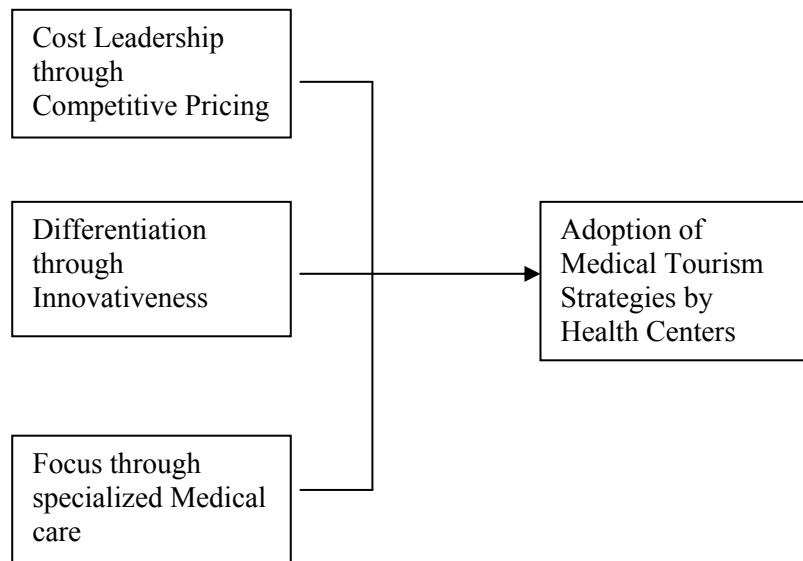 Cost Leadership
through
Competitive Pricing
Differentiation
through
Innovativeness
Adoption of
Medical Tourism
Strategies by
Health Centers
Focus through
specialized Medical
care